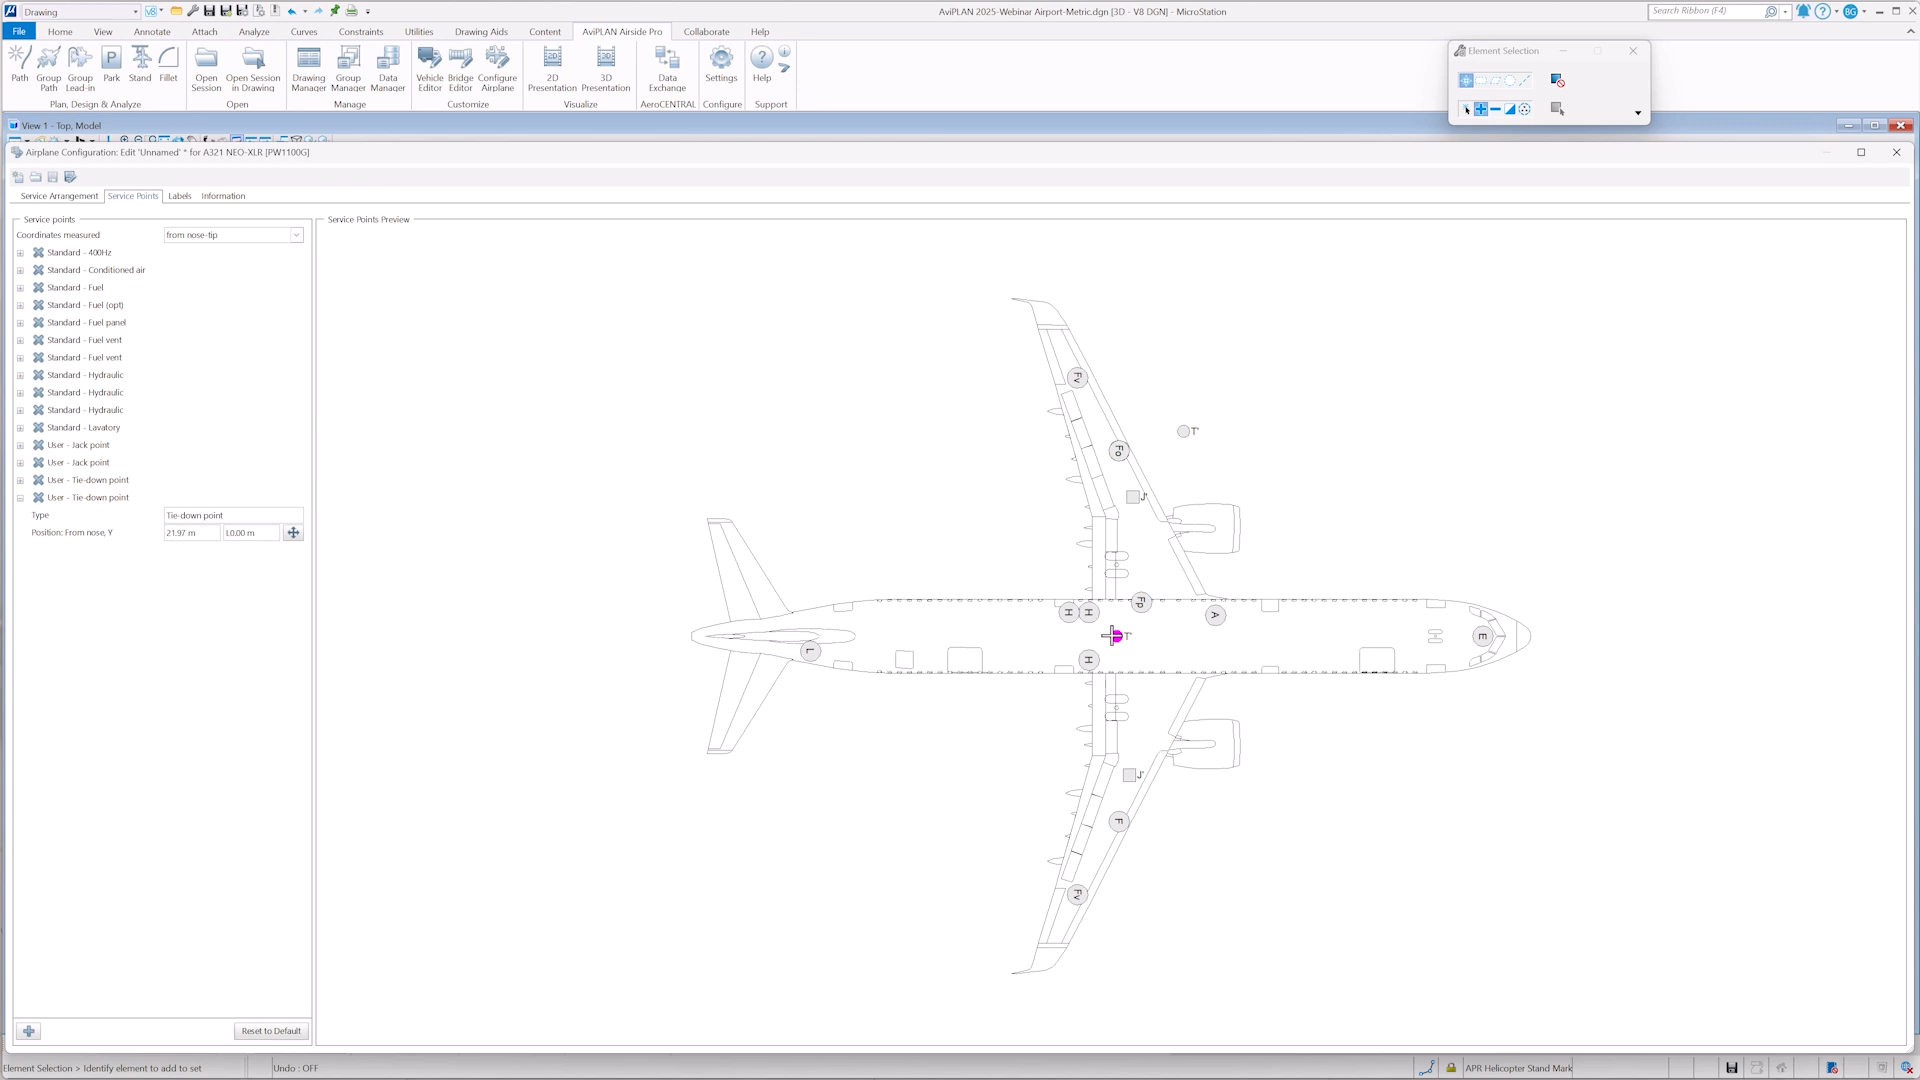 Drawing
AviPLAN 2025-Webinar Airport-Metric.dgn [3D - V8 DGN] - MicroStation
Search Ribbon (F4)
BG
File Home View Annotate Attach Analyze Curves Constraints Utilities Drawing Aids Content AviPLAN Airside Pro Collaborate Help
Path
Group Path
Group Lead-in
Park
Stand
Fillet
Open Session
Open Session in Drawing
Drawing Manager
Group Manager
Data Manager
Vehicle Editor
Bridge Editor
Configure Airplane
2D Presentation
3D Presentation
Data Exchange
Settings
Help
Plan, Design & Analyze
Open
Manage
Customize
Visualize
AeroCENTRAL
Configure
Support
Element Selection
View 1 - Top, Model
Airplane Configuration: Edit 'Unnamed' * for A321 NEO-XLR [PW1100G]
Service Arrangement Service Points Labels Information
Service points
Service Points Preview
Coordinates measured from nose-tip
Standard - 400Hz
Standard - Conditioned air
Standard - Fuel
Standard - Fuel (opt)
Standard - Fuel panel
Standard - Fuel vent
Standard - Fuel vent
Standard - Hydraulic
Standard - Hydraulic
Standard - Hydraulic
Standard - Lavatory
User - Jack point
User - Jack point
User - Tie-down point
User - Tie-down point
Type Tie-down point
Position: From nose, Y 21.97 m L0.00 m
Fv
Fo
T'
J'
Fp
H
H
A
T'
E
L
H
J'
F
Fv
Reset to Default
Element Selection > Identify element to add to set
Undo : OFF
APR Helicopter Stand Mark